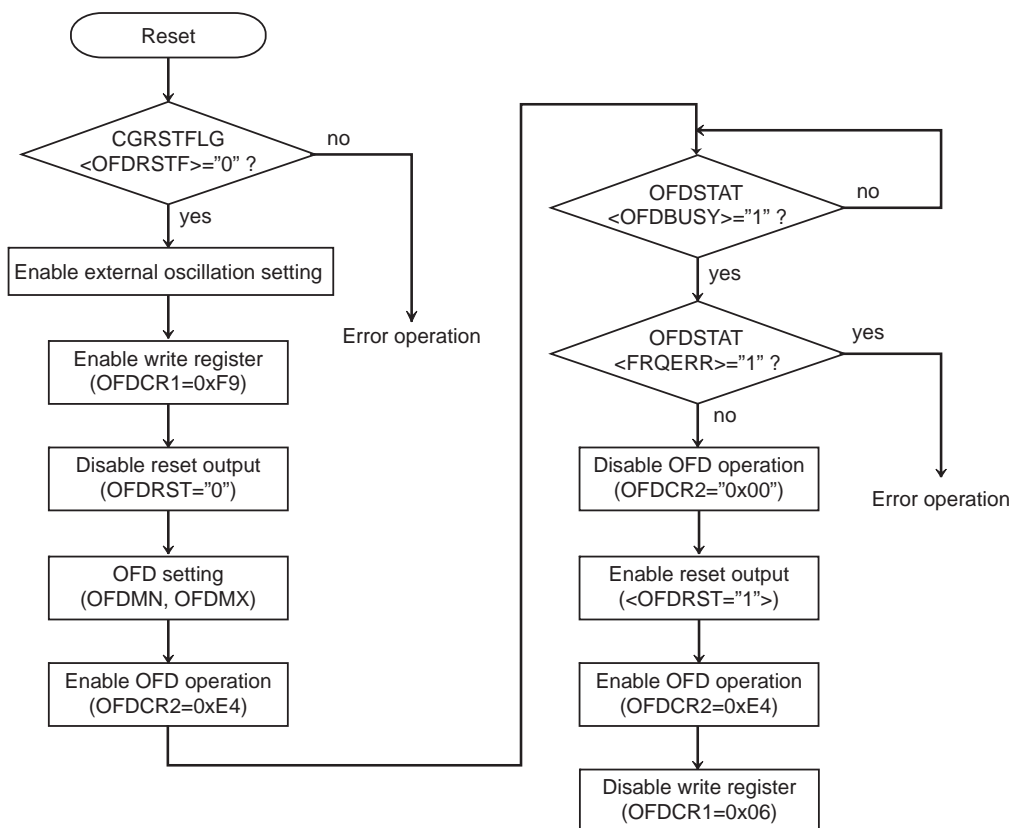 Reset
CGRSTFLG
<OFDRSTF>=”0” ?
no
yes
Enable external oscillation setting
Error operation
Enable write register
(OFDCR1=0xF9)
Disable reset output
(OFDRST=”0”)
OFD setting
(OFDMN, OFDMX)
Enable OFD operation
(OFDCR2=0xE4)
OFDSTAT
<OFDBUSY>=”1” ?
no
yes
OFDSTAT
<FRQERR>=”1” ?
yes
no
Disable OFD operation
(OFDCR2=”0x00”)
Error operation
Enable reset output
(<OFDRST=”1”>)
Enable OFD operation
(OFDCR2=0xE4)
Disable write register
(OFDCR1=0x06)